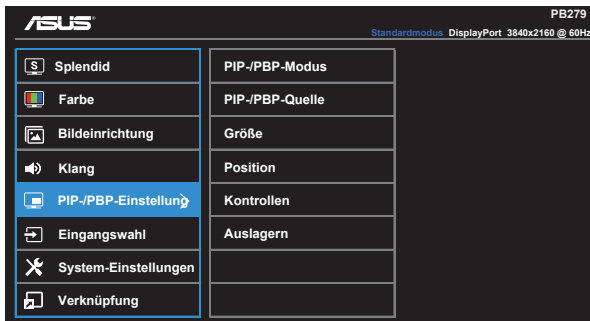 ASUS
PB279
Standardmodus DisplayPort 3840x2160 @ 60Hz
S Splendid
Farbe
Bildeinrichtung
Klang
PIP-/PBP-Einstellung
Eingangswahl
System-Einstellungen
Verknüpfung
PIP-/PBP-Modus
PIP-/PBP-Quelle
Größe
Position
Kontrollen
Auslagern